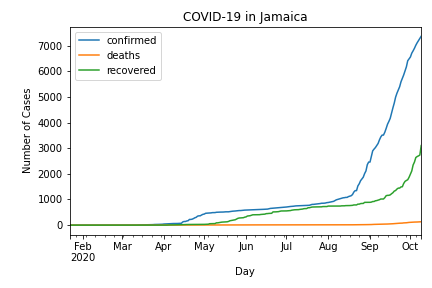 COVID-19 in Jamaica
confirmed
deaths
recovered
Number of Cases
7000
6000
5000
4000
3000
2000
1000
0
Feb Mar Apr May Jun Jul Aug Sep Oct
2020
Day